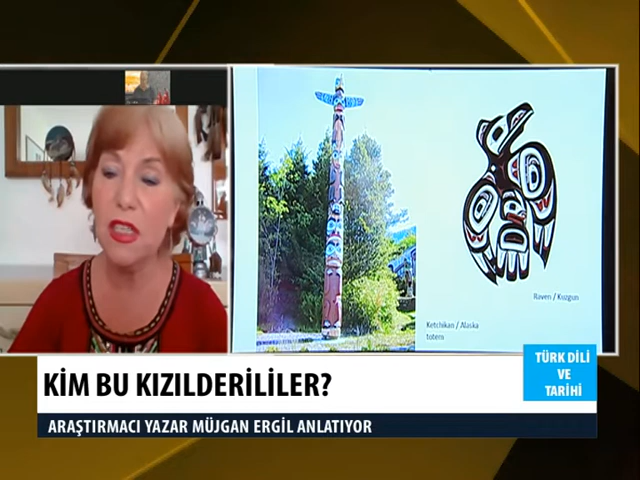 Raven / Kuzgun
Ketchikan / Alaska
totem
KİM BU KIZILDERİLİLER?
TÜRK DİLİ
VE
TARİHİ
ARAŞTIRMACI YAZAR MÜJGAN ERGİL ANLATIYOR